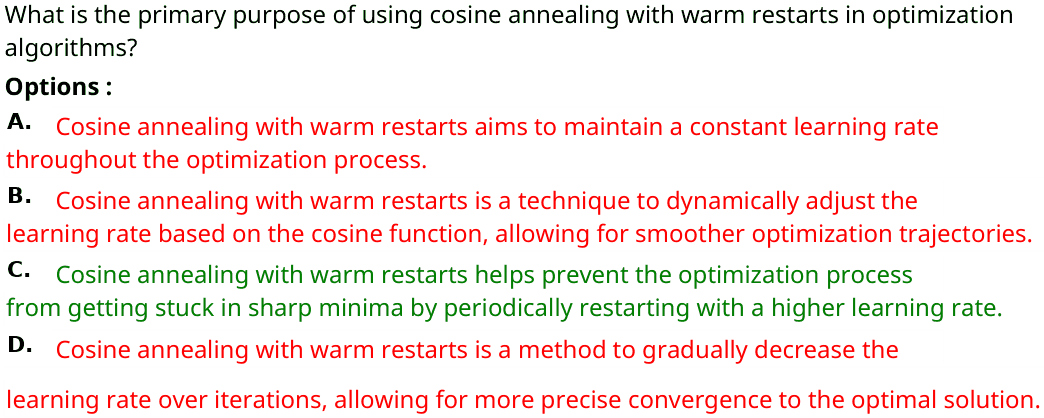 What is the primary purpose of using cosine annealing with warm restarts in optimization
algorithms?
Options :
A. Cosine annealing with warm restarts aims to maintain a constant learning rate
throughout the optimization process.
B. Cosine annealing with warm restarts is a technique to dynamically adjust the
learning rate based on the cosine function, allowing for smoother optimization trajectories.
C. Cosine annealing with warm restarts helps prevent the optimization process
from getting stuck in sharp minima by periodically restarting with a higher learning rate.
D. Cosine annealing with warm restarts is a method to gradually decrease the
learning rate over iterations, allowing for more precise convergence to the optimal solution.